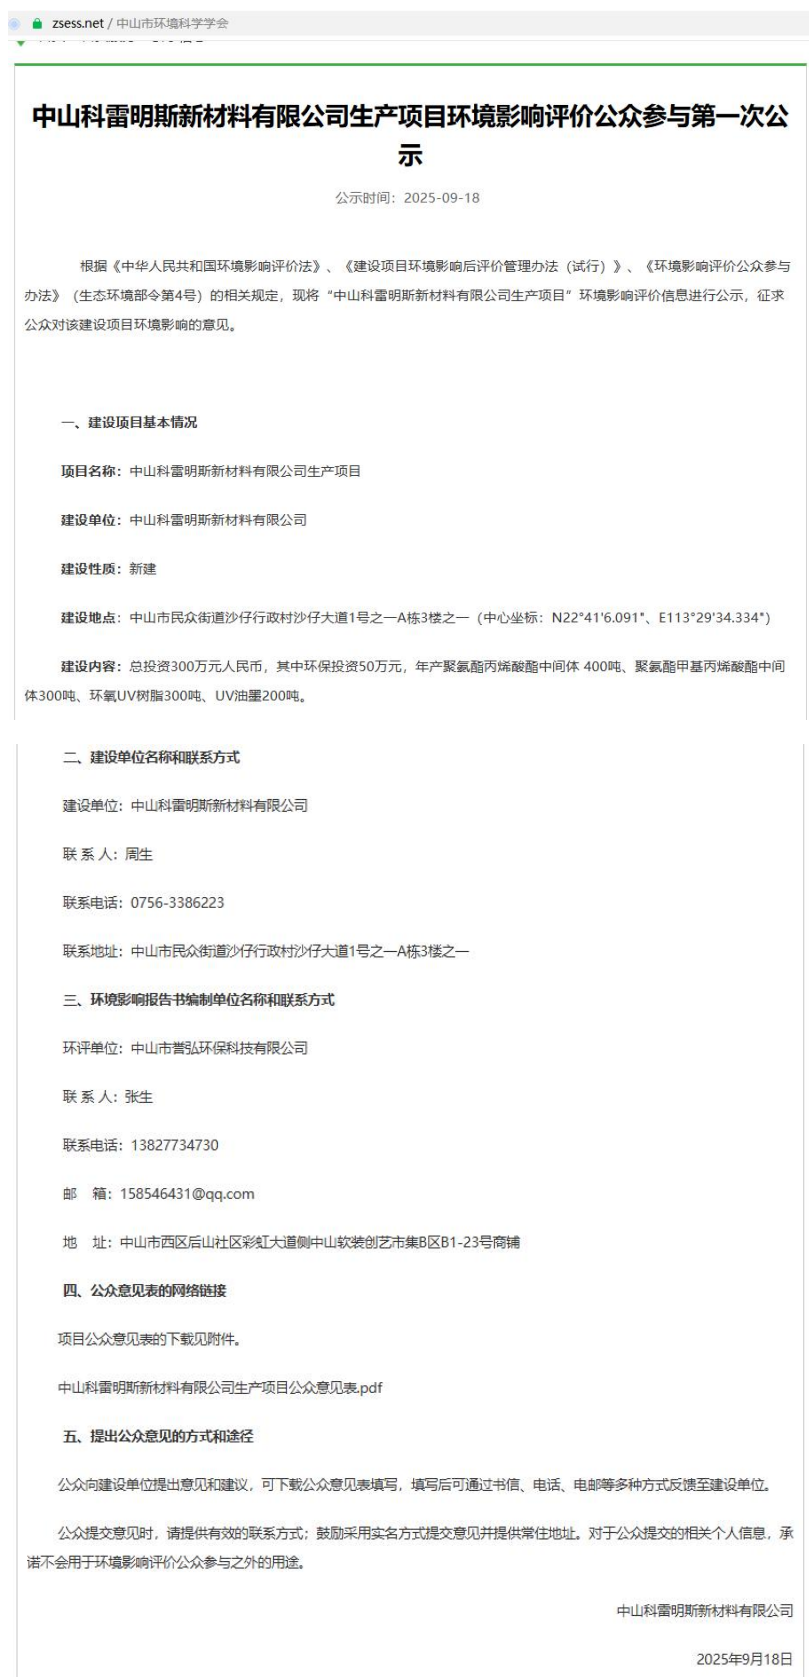 zsess.net / 中山市环境科学学会
中山科雷明斯新材料有限公司生产项目环境影响评价公众参与第一次公
示
公示时间：2025-09-18
根据《中华人民共和国环境影响评价法》、《建设项目环境影响后评价管理办法（试行）》、《环境影响评价公众参与
办法》（生态环境部令第4号）的相关规定，现将“中山科雷明斯新材料有限公司生产项目”环境影响评价信息进行公示，征求
公众对该建设项目环境影响的意见。
一、建设项目基本情况
项目名称：中山科雷明斯新材料有限公司生产项目
建设单位：中山科雷明斯新材料有限公司
建设性质：新建
建设地点：中山市民众街道沙仔行政村沙仔大道1号之一A栋3楼之一（中心坐标：N22°41'6.091"、E113°29'34.334"）
建设内容：总投资300万元人民币，其中环保投资50万元，年产聚氨酯丙烯酸酯中间体 400吨、聚氨酯甲基丙烯酸酯中间
体300吨、环氧UV树脂300吨、UV油墨200吨。
二、建设单位名称和联系方式
建设单位：中山科雷明斯新材料有限公司
联 系 人：周生
联系电话：0756-3386223
联系地址：中山市民众街道沙仔行政村沙仔大道1号之一A栋3楼之一
三、环境影响报告书编制单位名称和联系方式
环评单位：中山市誉弘环保科技有限公司
联 系 人：张生
联系电话：13827734730
邮    箱：158546431@qq.com
地    址：中山市西区后山社区彩虹大道侧中山软装创艺市集B区B1-23号商铺
四、公众意见表的网络链接
项目公众意见表的下载见附件。
中山科雷明斯新材料有限公司生产项目公众意见表.pdf
五、提出公众意见的方式和途径
公众向建设单位提出意见和建议，可下载公众意见表填写，填写后可通过书信、电话、电邮等多种方式反馈至建设单位。
公众提交意见时，请提供有效的联系方式；鼓励采用实名方式提交意见并提供常住地址。对于公众提交的相关个人信息，承
诺不会用于环境影响评价公众参与之外的用途。
中山科雷明斯新材料有限公司
2025年9月18日